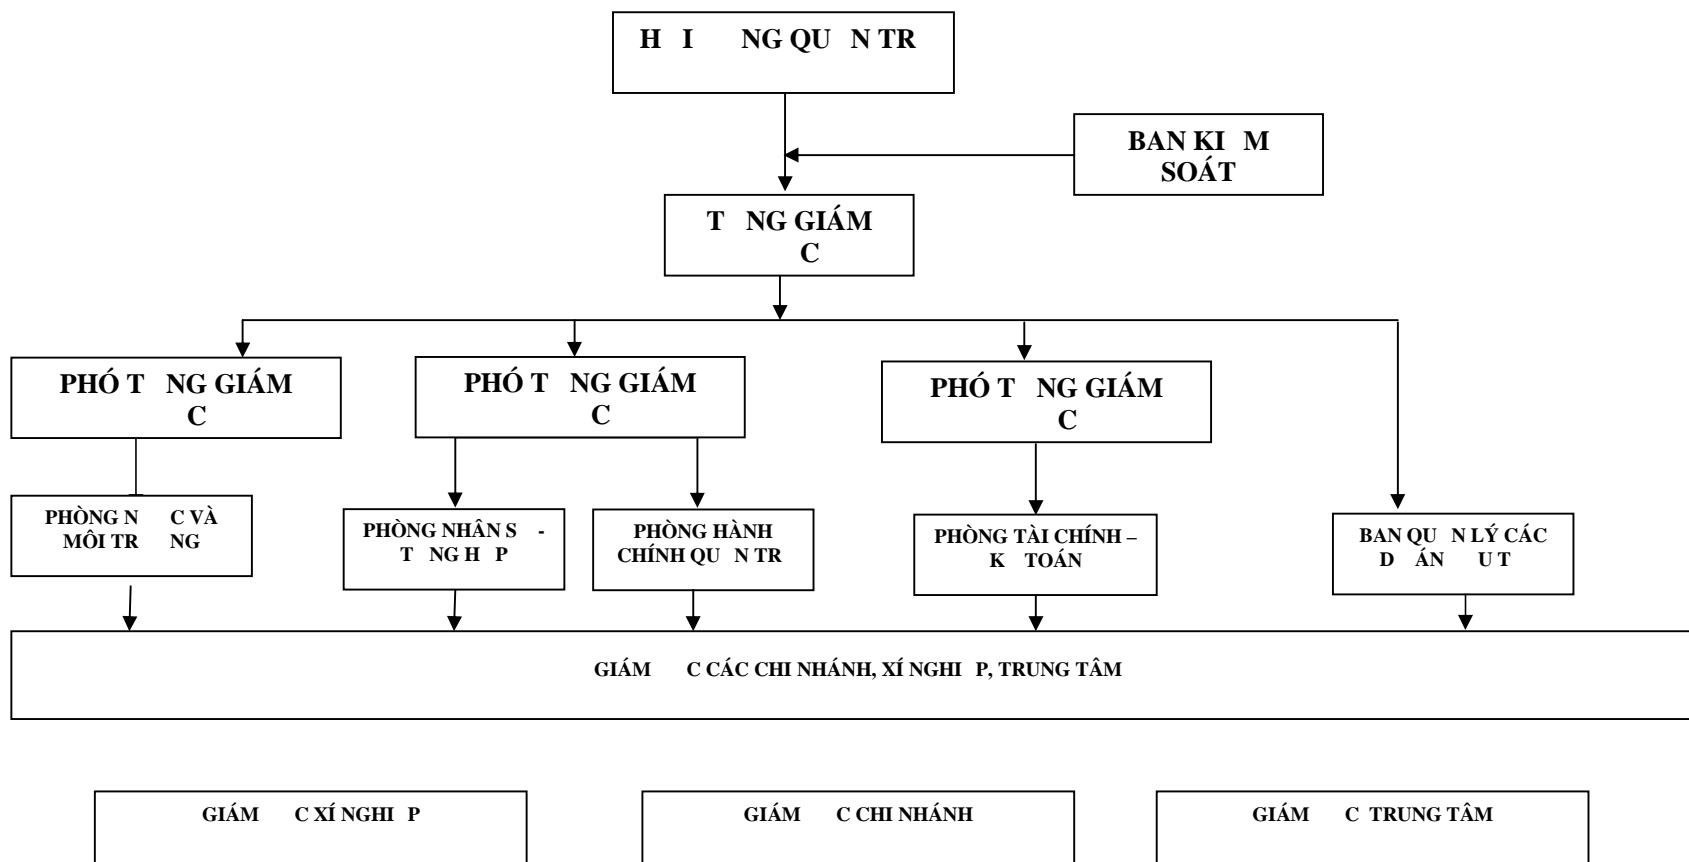 H I NG QU N TR
BAN KI M
SOÁT
T NG GIÁM
C
PHÓ T NG GIÁM
C
PHÓ T NG GIÁM
C
PHÓ T NG GIÁM
C
PHÒNG N C VÀ
MÔI TR NG
PHÒNG NHÂN S -
T NG H P
PHÒNG HÀNH
CHÍNH QU N TR
PHÒNG TÀI CHÍNH –
K TOÁN
BAN QU N LÝ CÁC
D ÁN U T
GIÁM C CÁC CHI NHÁNH, XÍ NGHI P, TRUNG TÂM
GIÁM C XÍ NGHI P
GIÁM C CHI NHÁNH
GIÁM C TRUNG TÂM